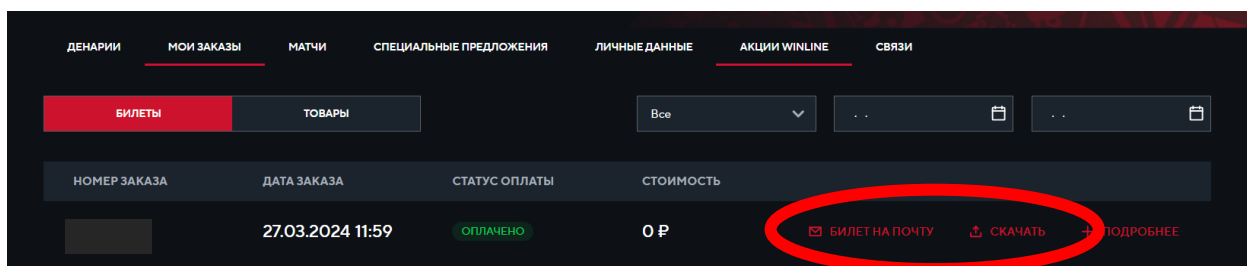 ДЕНАРИИ МОИ ЗАКАЗЫ МАТЧИ СПЕЦИАЛЬНЫЕ ПРЕДЛОЖЕНИЯ ЛИЧНЫЕ ДАННЫЕ АКЦИИ WINLINE СВЯЗИ
БИЛЕТЫ ТОВАРЫ Все . . . .
НОМЕР ЗАКАЗА ДАТА ЗАКАЗА СТАТУС ОПЛАТЫ СТОИМОСТЬ
27.03.2024 11:59 ОПЛАЧЕНО 0 ₽ БИЛЕТ НА ПОЧТУ СКАЧАТЬ + ПОДРОБНЕЕ